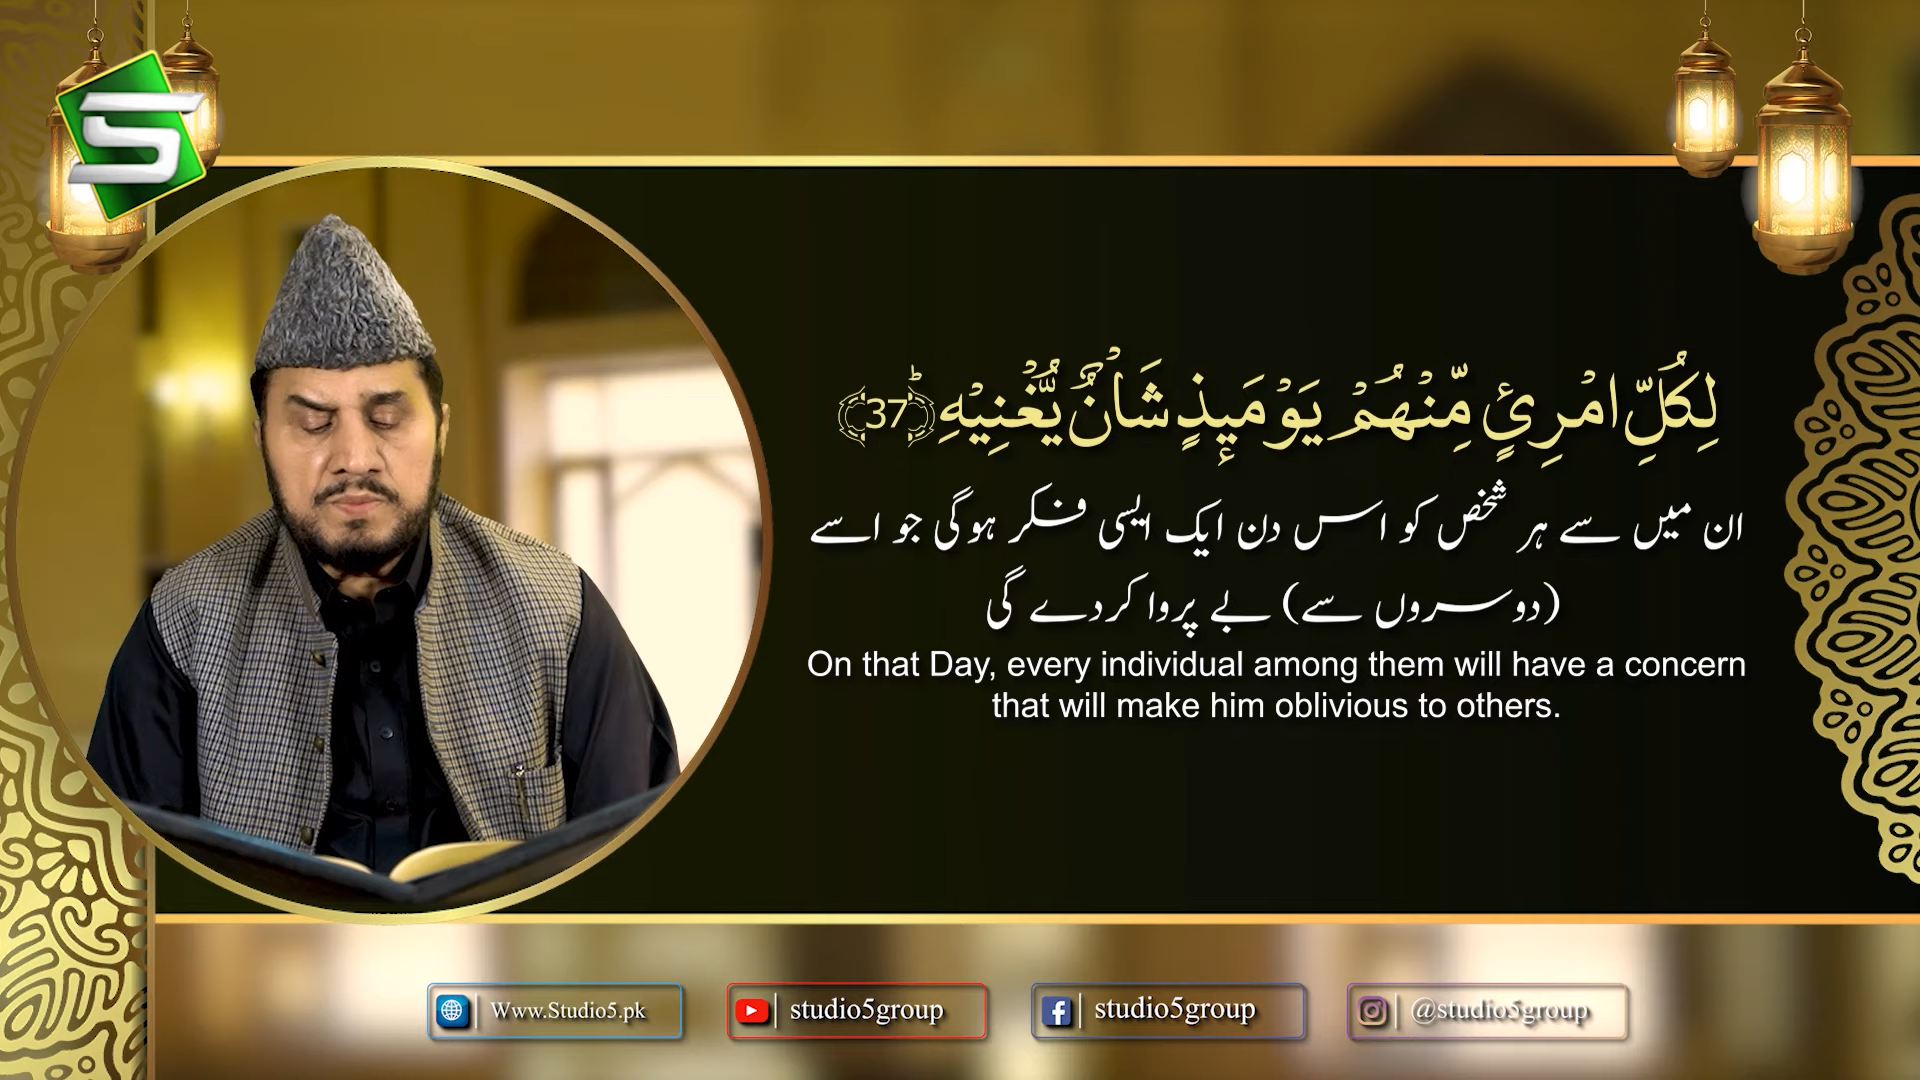 لِكُلِّ امْرِئٍ مِّنْهُمْ يَوْمَئِذٍ شَاْنٌ يُّغْنِيْهِ ؕ﴿37﴾
ان میں سے ہر شخص کو اس دن ایک ایسی فکر ہوگی جو اسے
(دوسروں سے) بے پروا کردے گی
On that Day, every individual among them will have a concern
that will make him oblivious to others.
Www.Studio5.pk
studio5group
studio5group
@studio5group